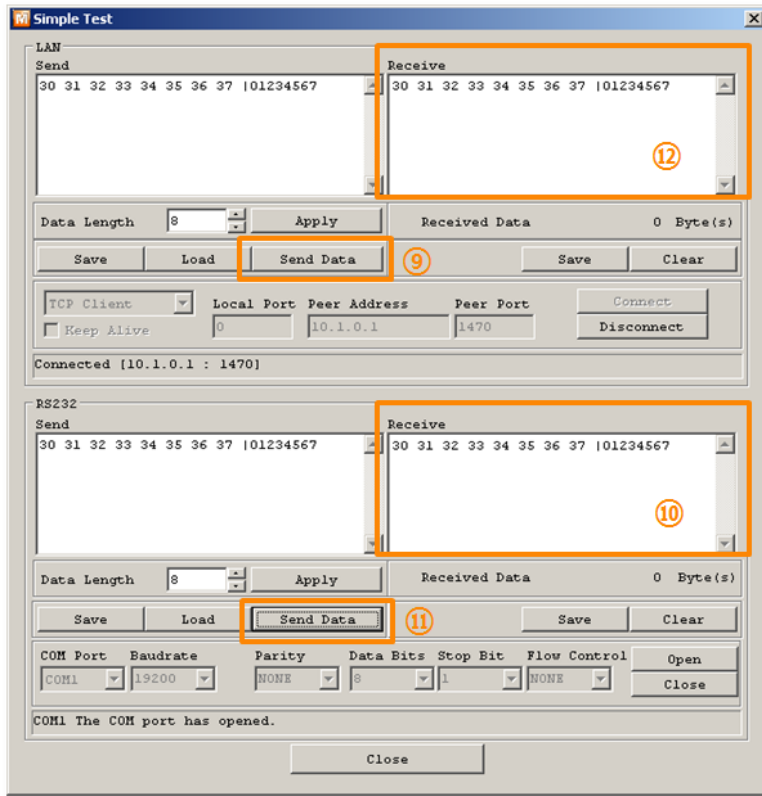 Simple Test
LAN
Send
Receive
30 31 32 33 34 35 36 37 |01234567
30 31 32 33 34 35 36 37 |01234567
⑫
Data Length 8 Apply Received Data 0 Byte(s)
Save Load Send Data ⑨ Save Clear
TCP Client Local Port Peer Address Peer Port Connect
Keep Alive 0 10.1.0.1 1470 Disconnect
Connected [10.1.0.1 : 1470]
RS232
Send
Receive
30 31 32 33 34 35 36 37 |01234567
30 31 32 33 34 35 36 37 |01234567
⑩
Data Length 8 Apply Received Data 0 Byte(s)
Save Load Send Data ⑪ Save Clear
COM Port Baudrate Parity Data Bits Stop Bit Flow Control Open
COM1 19200 NONE 8 1 NONE Close
COM1 The COM port has opened.
Close